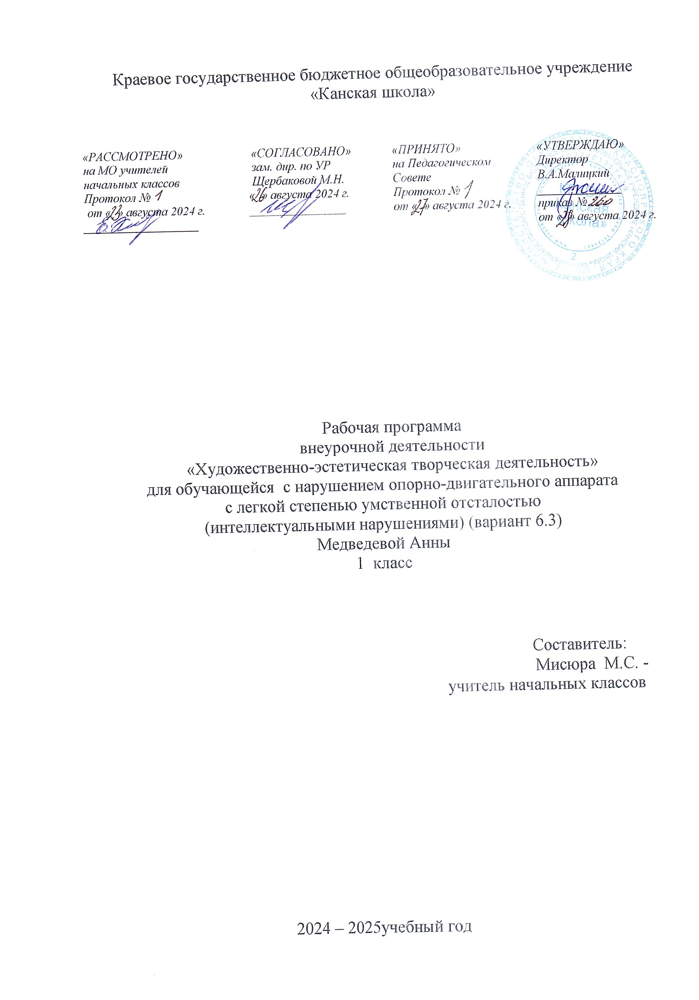 Краевое государственное бюджетное общеобразовательное учреждение
«Канская школа»
«РАССМОТРЕНО»
на МО учителей
начальных классов
Протокол № 1
от «23» августа 2024 г.
«СОГЛАСОВАНО»
зам. дир. по УР
Щербаковой М.Н.
«26» августа 2024 г.
«ПРИНЯТО»
на Педагогическом
Совете
Протокол № 1
от «27» августа 2024 г.
«УТВЕРЖДАЮ»
Директор
В.А.Малицкий
приказ № 260
от « » августа 2024 г.
Рабочая программа
внеурочной деятельности
«Художественно-эстетическая творческая деятельность»
для обучающейся  с нарушением опорно-двигательного аппарата
с легкой степенью умственной отсталостью
(интеллектуальными нарушениями) (вариант 6.3)
Медведевой Анны
1  класс
Составитель:
Мисюра  М.С. -
учитель начальных классов
2024 – 2025учебный год